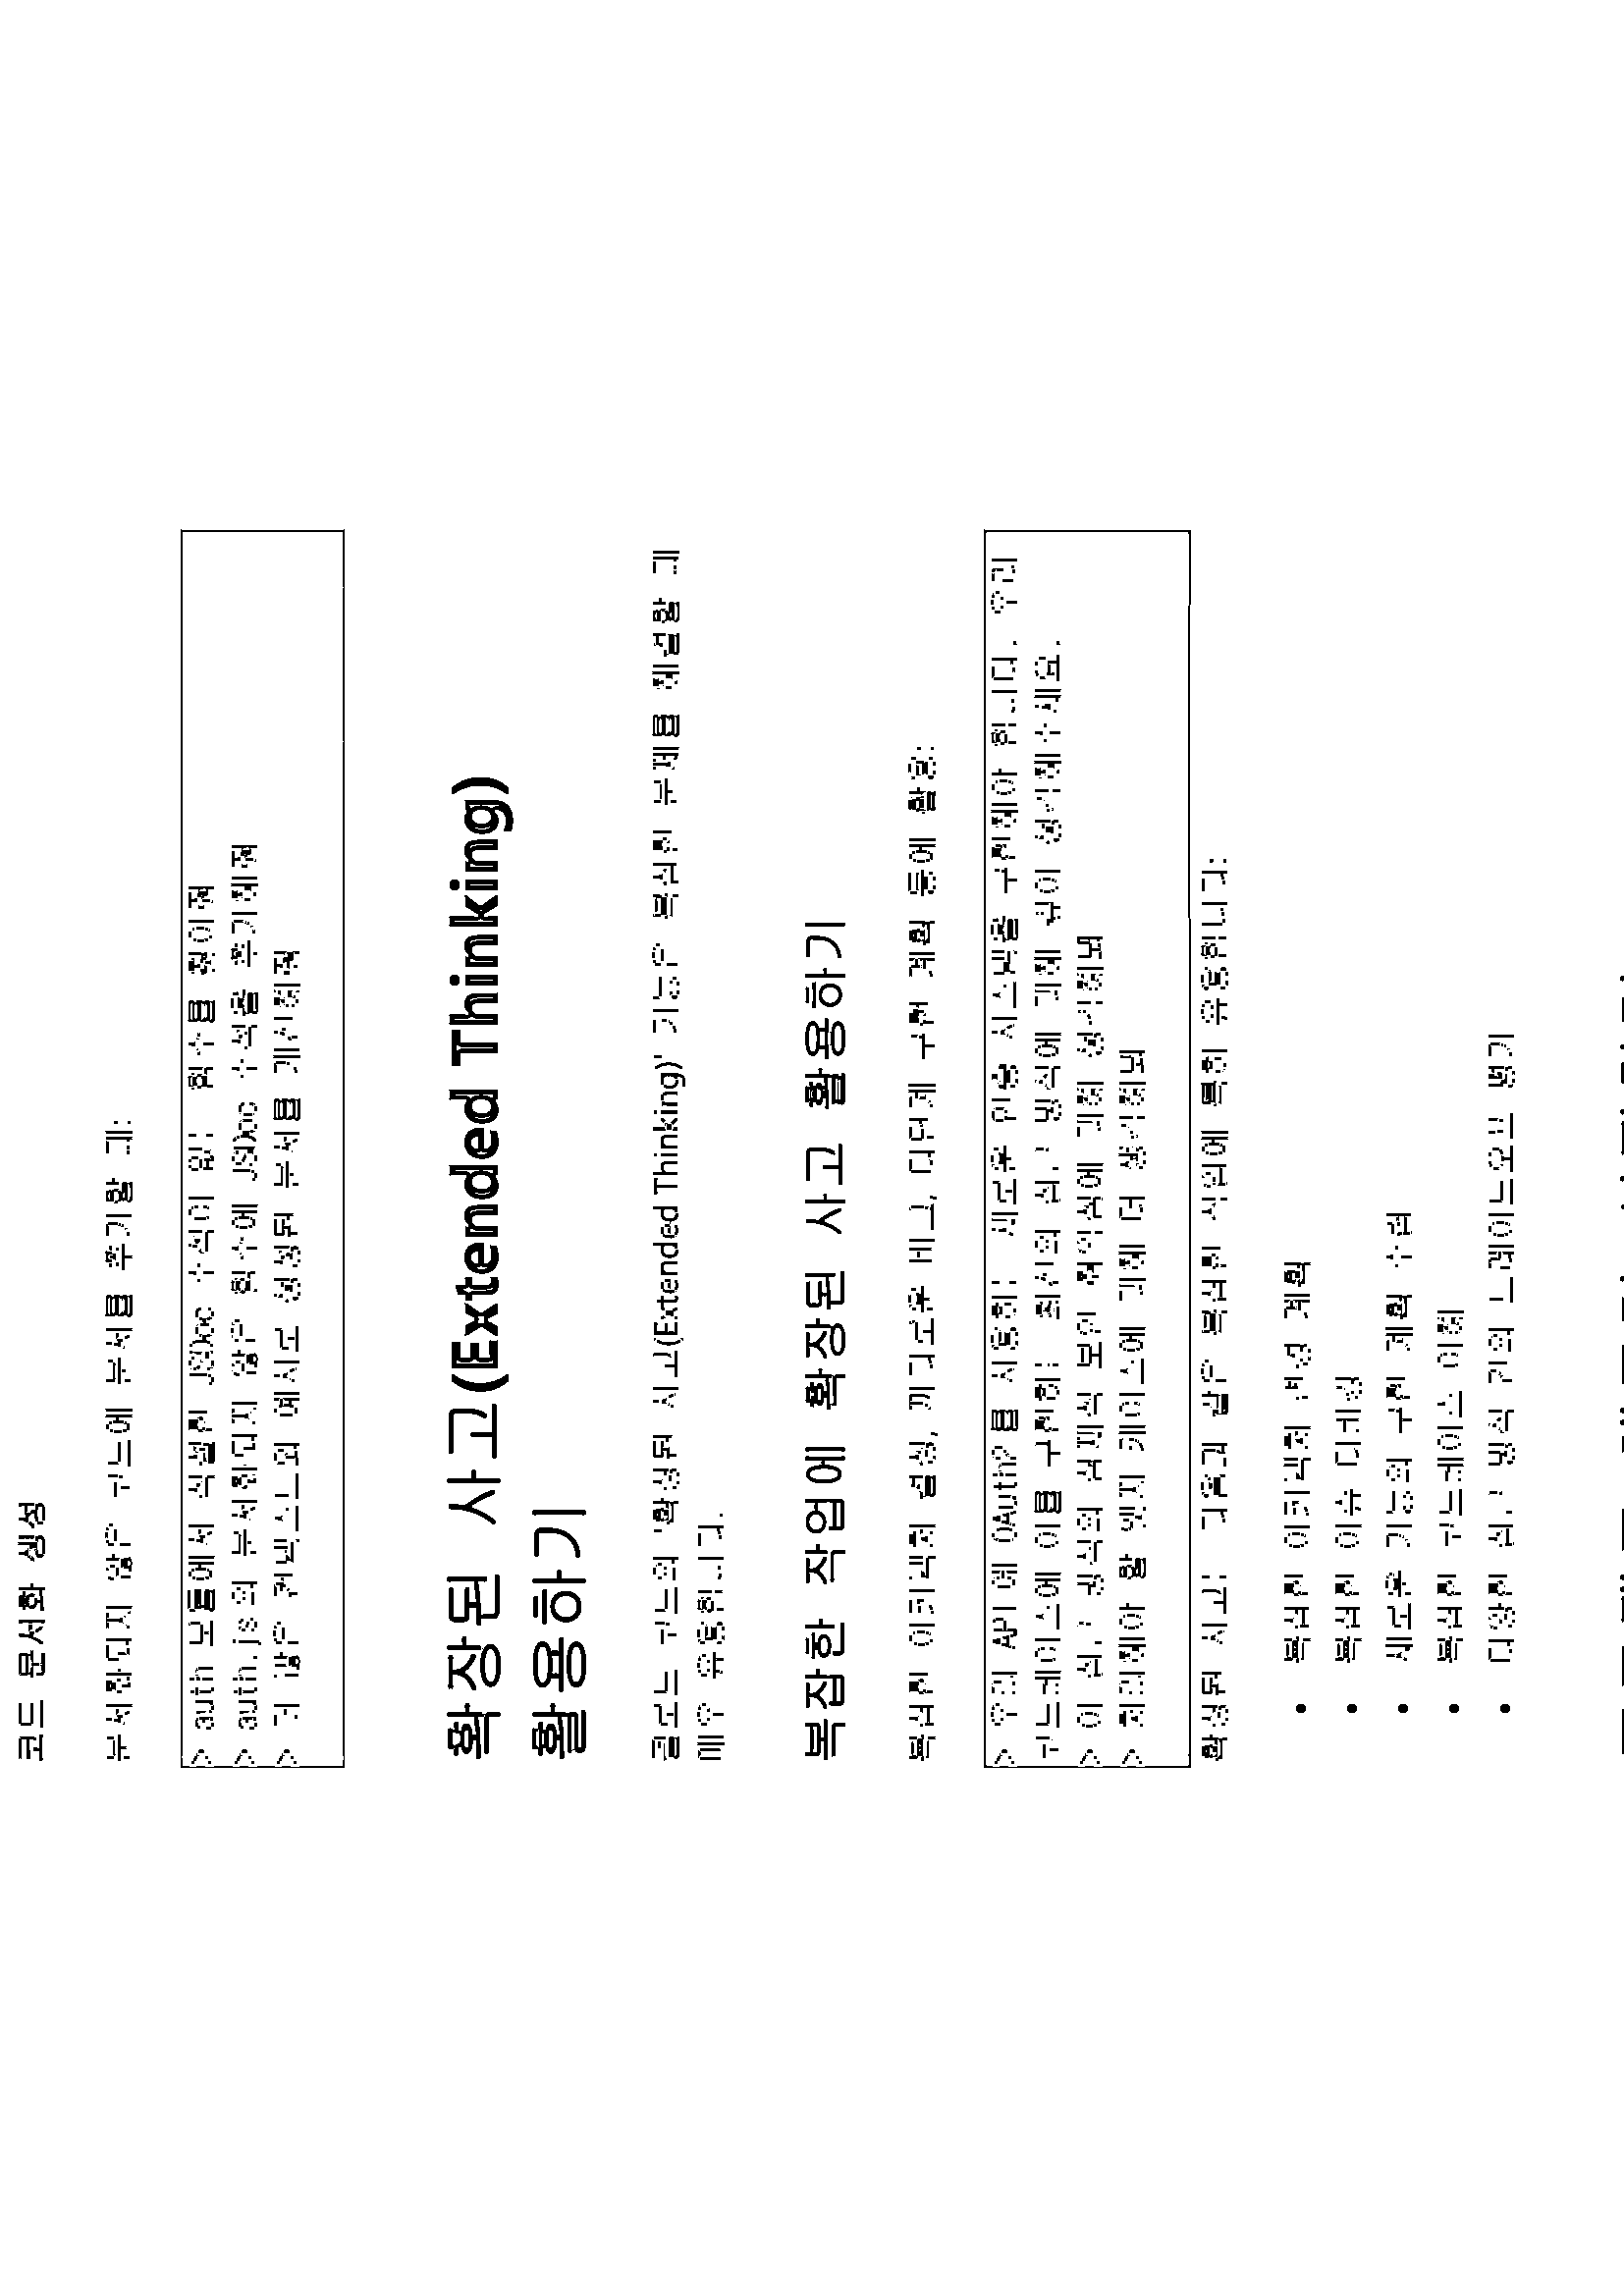 코드 문서화 생성
문서화되지 않은 코드에 문서를 추가할 때:
> auth 모듈에서 적절한 JSDoc 주석이 없는 함수를 찾아줘
> auth.js의 문서화되지 않은 함수에 JSDoc 주석을 추가해줘
> 더 많은 컨텍스트와 예시로 생성된 문서를 개선해줘
확장된 사고(Extended Thinking)
활용하기
클로드 코드의 '확장된 사고(Extended Thinking)' 기능은 복잡한 문제를 해결할 때
매우 유용합니다.
복잡한 작업에 확장된 사고 활용하기
복잡한 아키텍처 결정, 까다로운 버그, 다단계 구현 계획 등에 활용:
> 우리 API에 OAuth2를 사용하는 새로운 인증 시스템을 구현해야 합니다. 우리
코드베이스에 이를 구현하는 최선의 접근 방식에 대해 깊이 생각해주세요.
> 이 접근 방식의 잠재적 보안 취약점에 대해 생각해봐
> 처리해야 할 엣지 케이스에 대해 더 생각해봐
확장된 사고는 다음과 같은 복잡한 작업에 특히 유용합니다:
• 복잡한 아키텍처 변경 계획
• 복잡한 이슈 디버깅
• 새로운 기능의 구현 계획 수립
• 복잡한 코드베이스 이해
• 다양한 접근 방식 간의 트레이드오프 평가